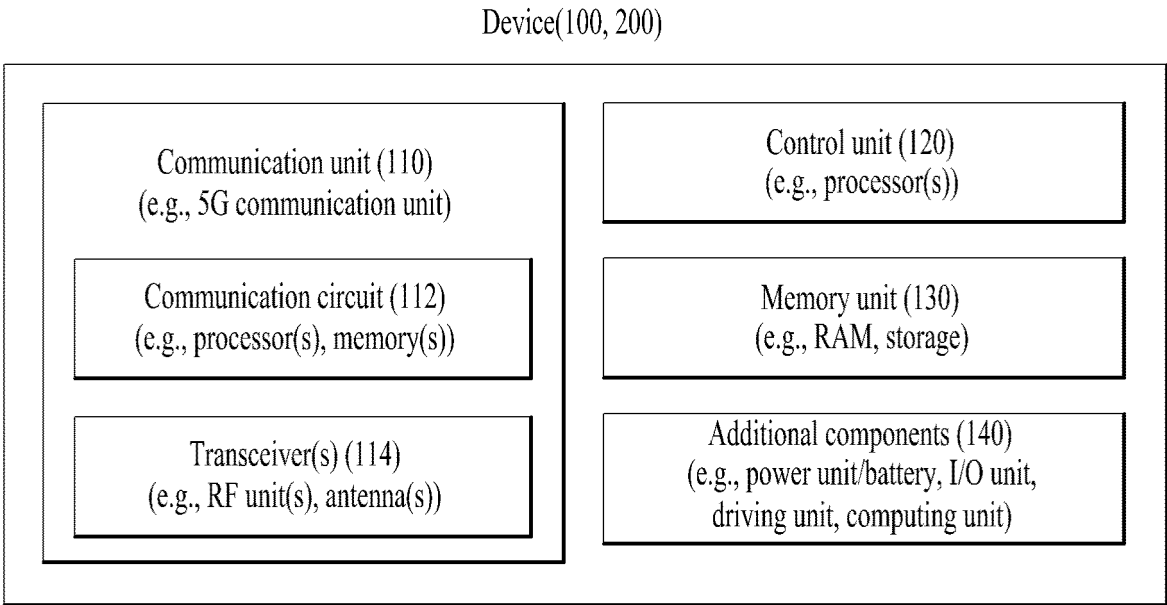 Device(100, 200)
Communication unit (110)
(e.g., 5G communication unit)
Communication circuit (112)
(e.g., processor(s), memory(s))
Transceiver(s) (114)
(e.g., RF unit(s), antenna(s))
Control unit (120)
(e.g., processor(s))
Memory unit (130)
(e.g., RAM, storage)
Additional components (140)
(e.g., power unit/battery, I/O unit,
driving unit, computing unit)